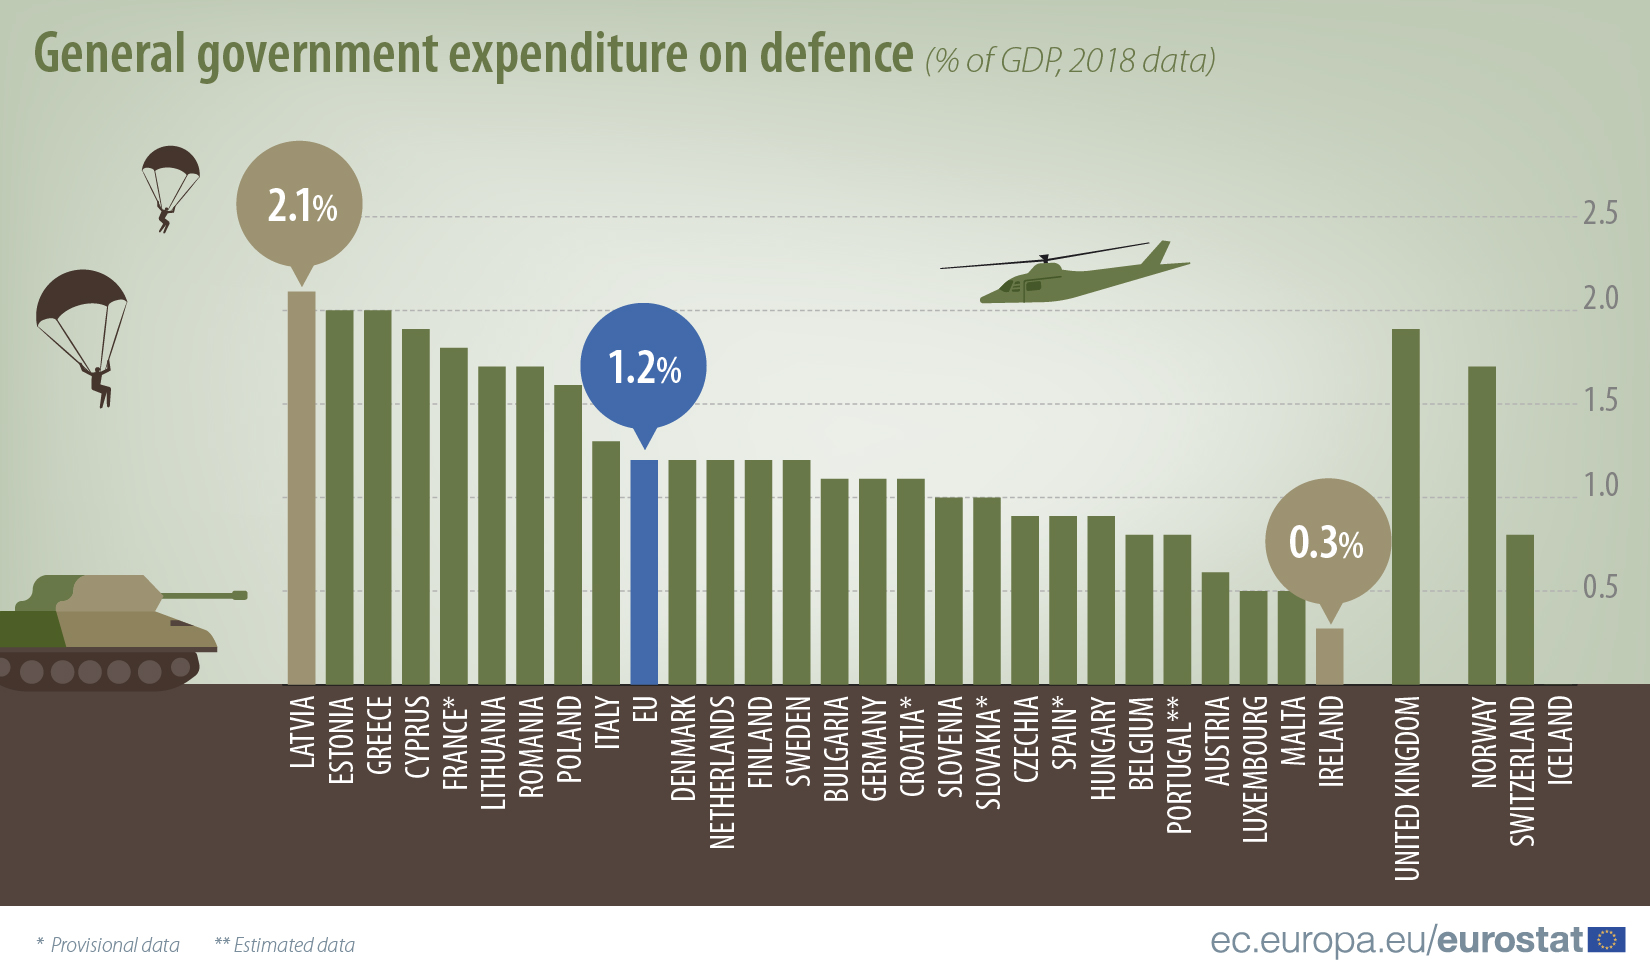 General government expenditure on defence (% of GDP, 2018 data)
2.1%
1.2%
0.3%
2.5
2.0
1.5
1.0
0.5
LATVIA
ESTONIA
GREECE
CYPRUS
FRANCE*
LITHUANIA
ROMANIA
POLAND
ITALY
EU
DENMARK
NETHERLANDS
FINLAND
SWEDEN
BULGARIA
GERMANY
CROATIA*
SLOVENIA
SLOVAKIA*
CZECHIA
SPAIN*
HUNGARY
BELGIUM
PORTUGAL**
AUSTRIA
LUXEMBOURG
MALTA
IRELAND
UNITED KINGDOM
NORWAY
SWITZERLAND
ICELAND
* Provisional data ** Estimated data
ec.europa.eu/eurostat